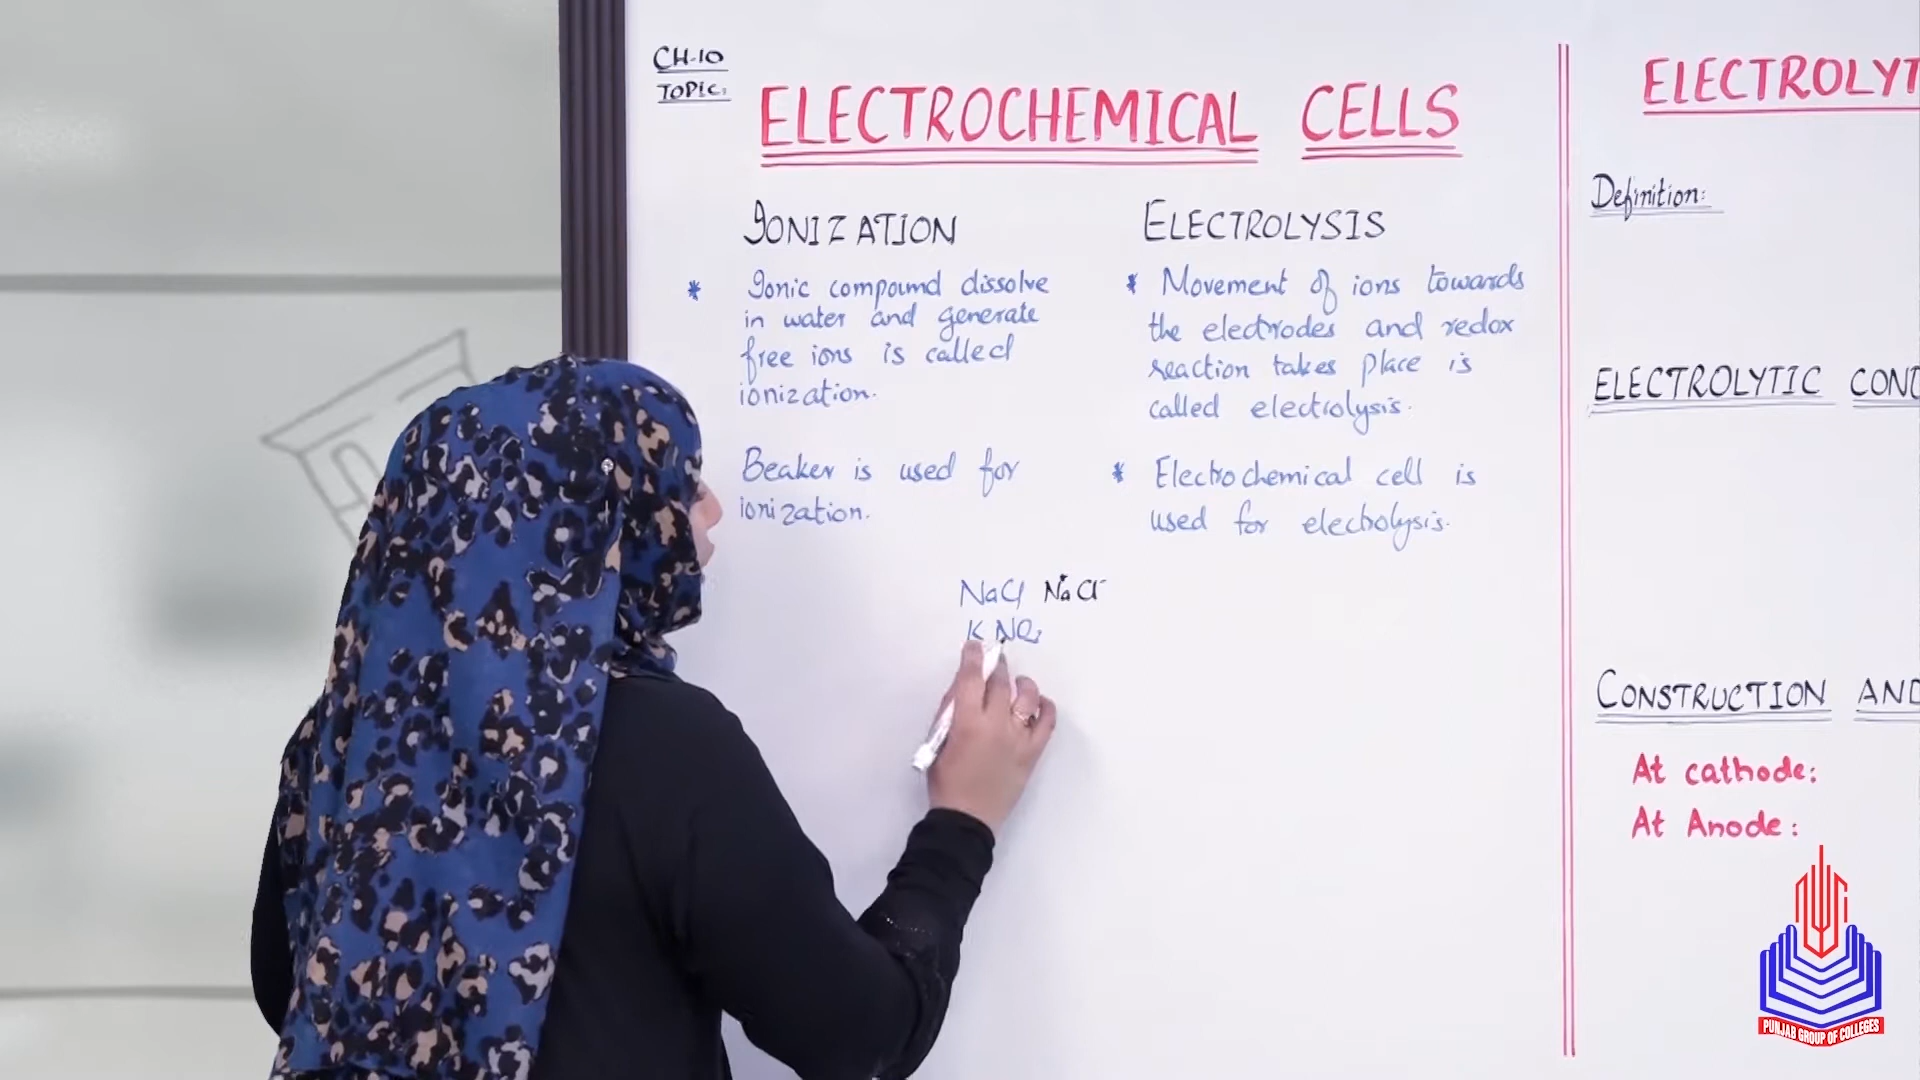 CH-10
TOPIC:
ELECTROCHEMICAL CELLS
IONIZATION
* Ionic compound dissolve
in water and generate
free ions is called
ionization.
Beaker is used for
ionization.
ELECTROLYSIS
* Movement of ions towards
the electrodes and redox
reaction takes place is
called electrolysis.
* Electrochemical cell is
used for electrolysis.
NaCl Na⁺Cl⁻
KNO₃
ELECTROLYT
Definition:
ELECTROLYTIC COND
CONSTRUCTION AND
At cathode:
At Anode:
PUNJAB GROUP OF COLLEGES